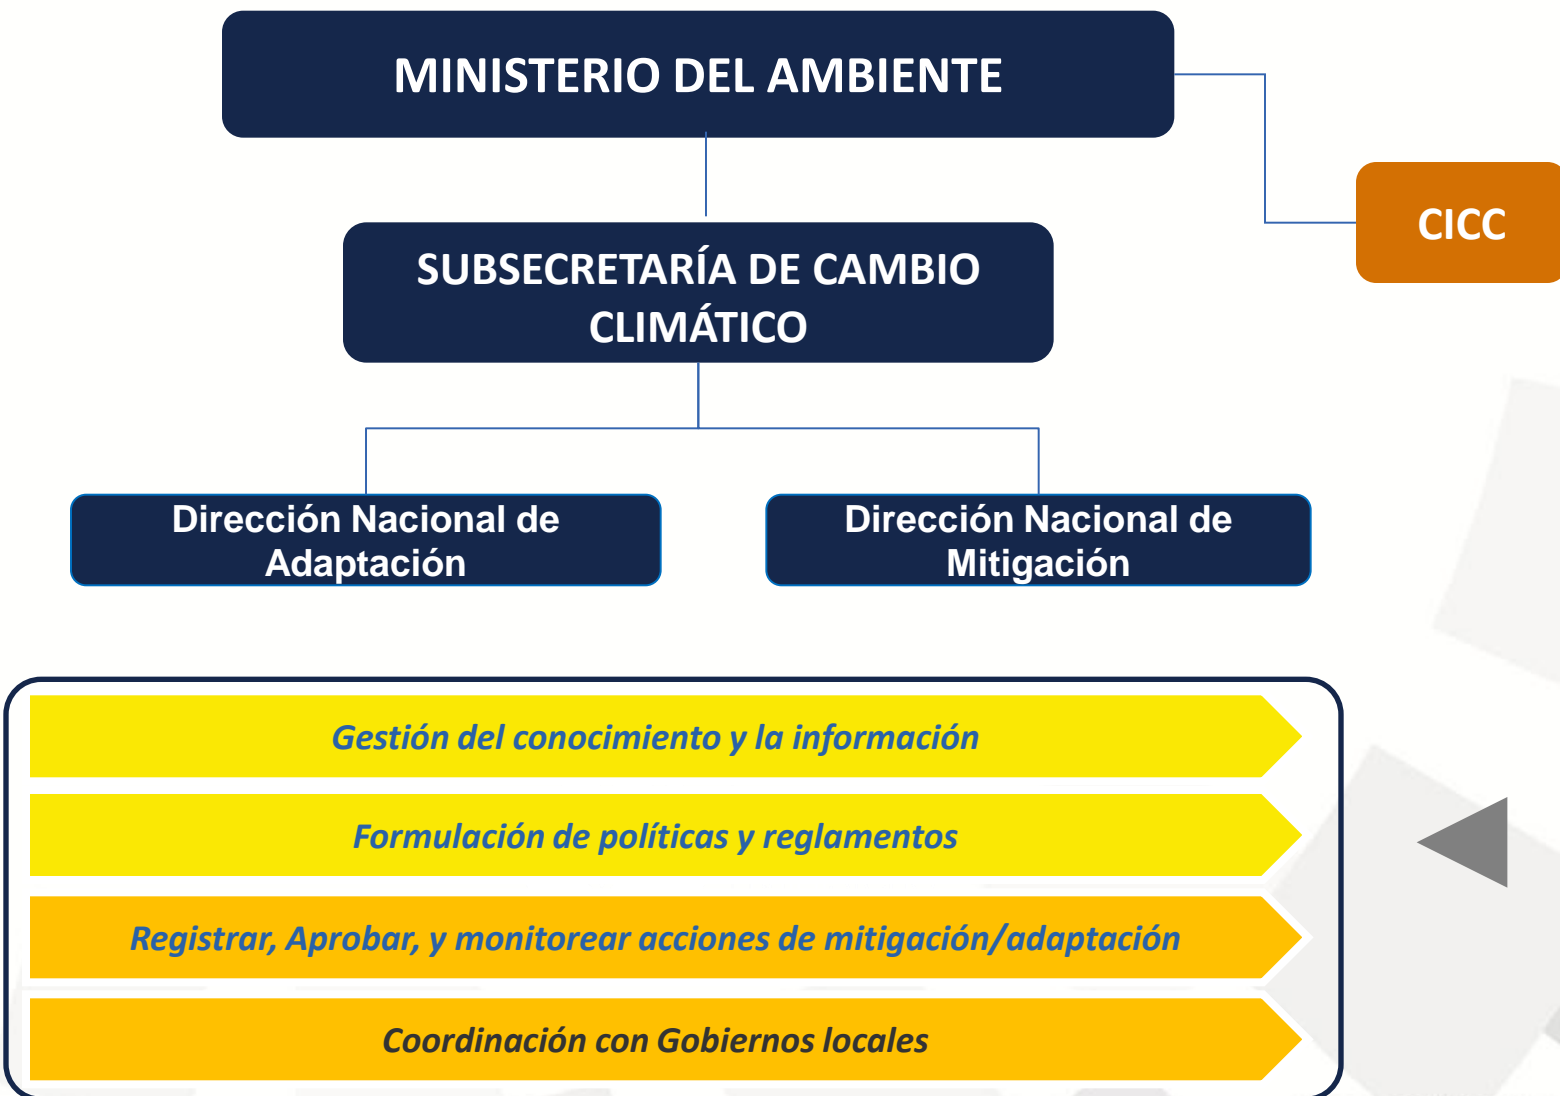 MINISTERIO DEL AMBIENTE
CICC
SUBSECRETARÍA DE CAMBIO
CLIMÁTICO
Dirección Nacional de
Adaptación
Dirección Nacional de
Mitigación
Gestión del conocimiento y la información
Formulación de políticas y reglamentos
Registrar, Aprobar, y monitorear acciones de mitigación/adaptación
Coordinación con Gobiernos locales